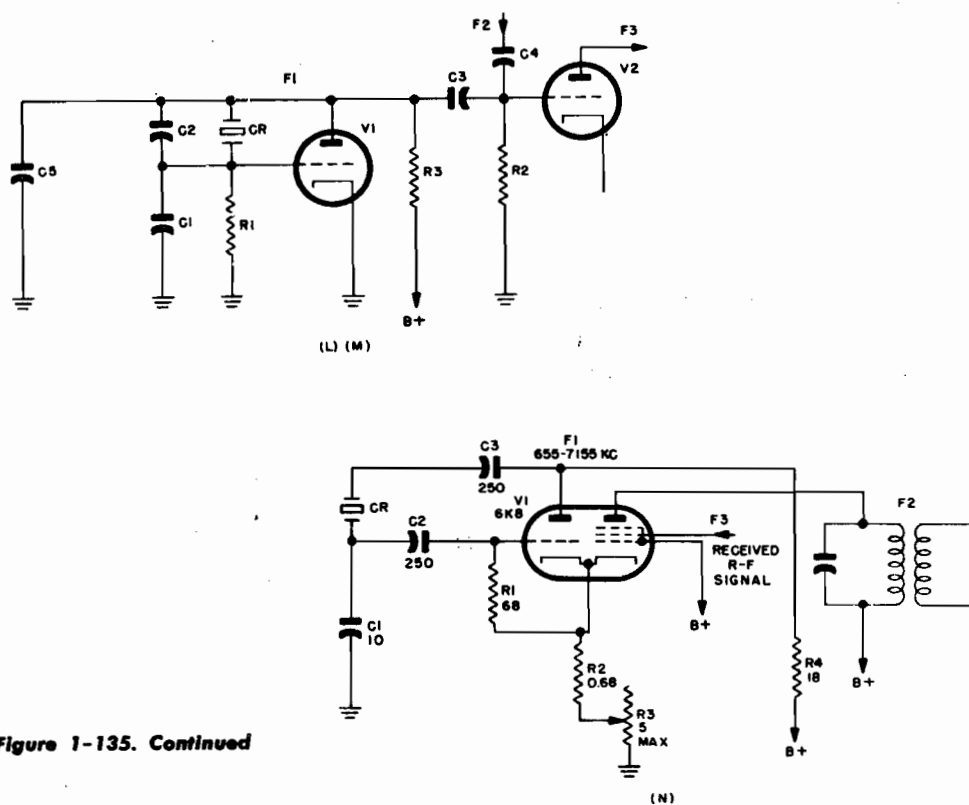 F2
F3
C4
V2
F1
C3
C2
CR
V1
C5
R3
R2
C1
R1
B+
(L) (M)
F1
655-7155 KC
C3
250
V1
6K8
F2
CR
C2
250
F3
RECEIVED
R-F
SIGNAL
R1
68
B+
C1
10
R2
0.68
R4
18
B+
R3
5
MAX
B+
Figure 1-135. Continued
(N)